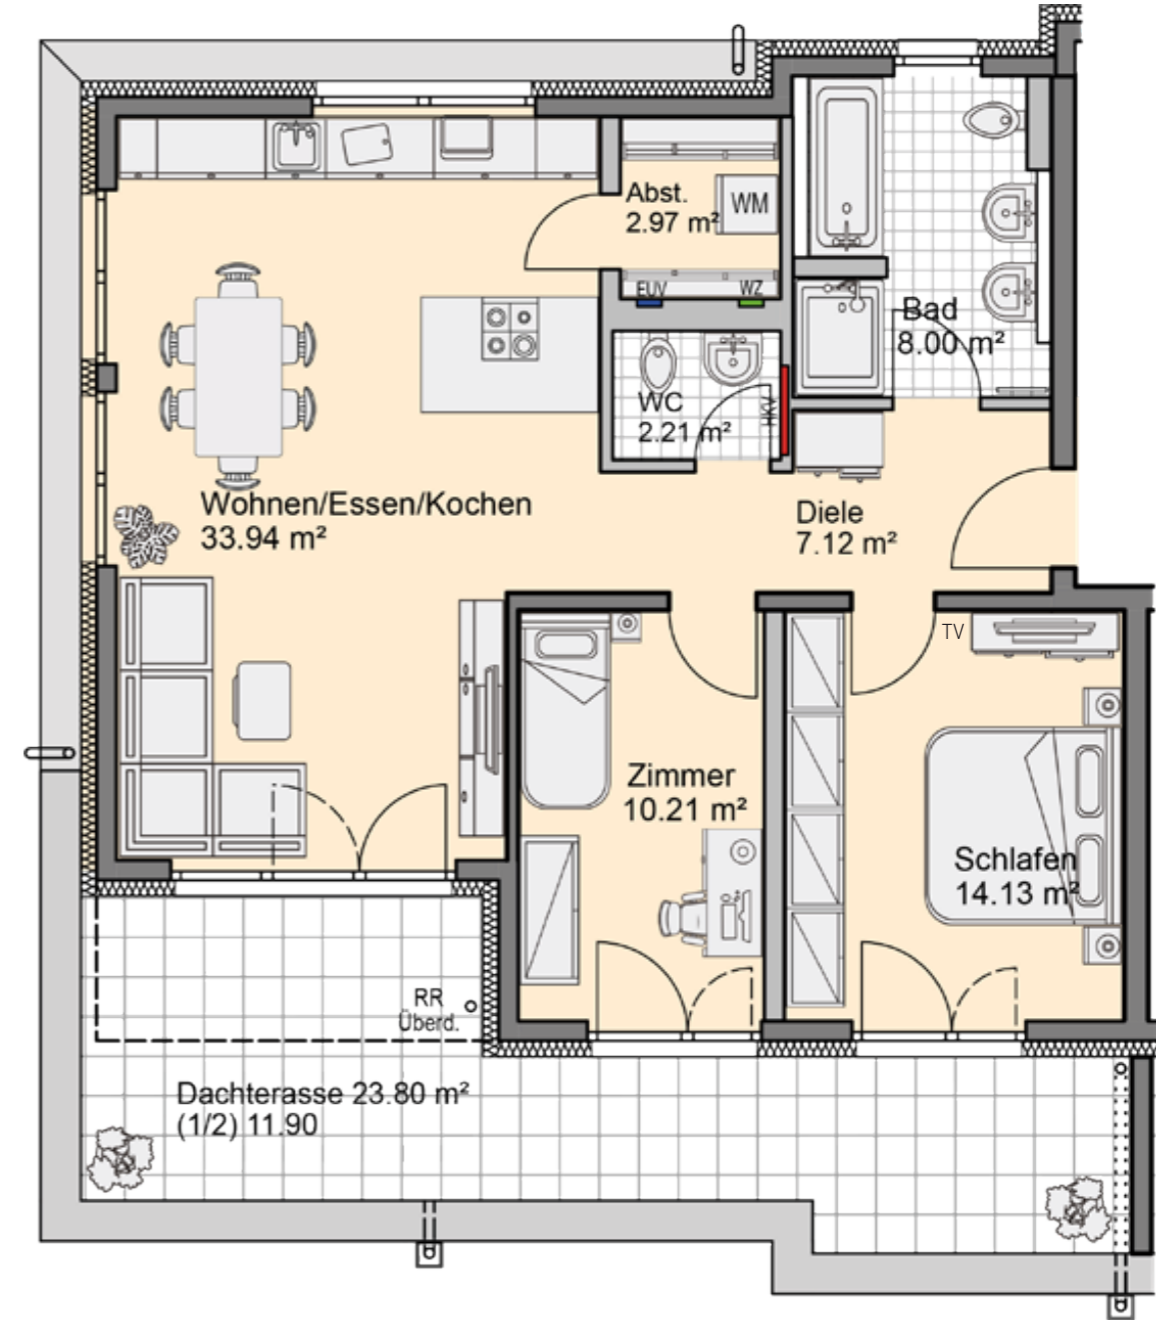 Abst.
2.97 m²
WM
EUV
WZ
Bad
8.00 m²
WC
2.21 m²
HKV
Wohnen/Essen/Kochen
33.94 m²
Diele
7.12 m²
TV
Zimmer
10.21 m²
Schlafen
14.13 m²
RR
Überd.
Dachterasse 23.80 m²
(1/2) 11.90